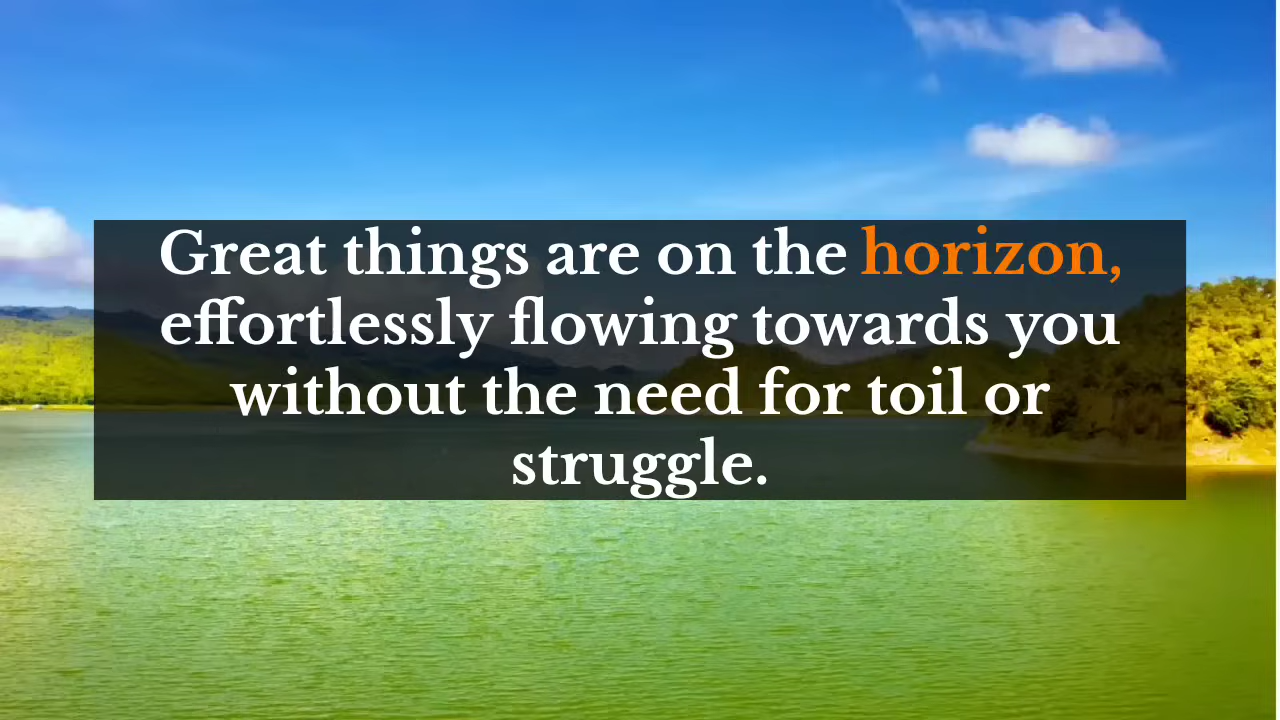 Great things are on the horizon,
effortlessly flowing towards you
without the need for toil or
struggle.